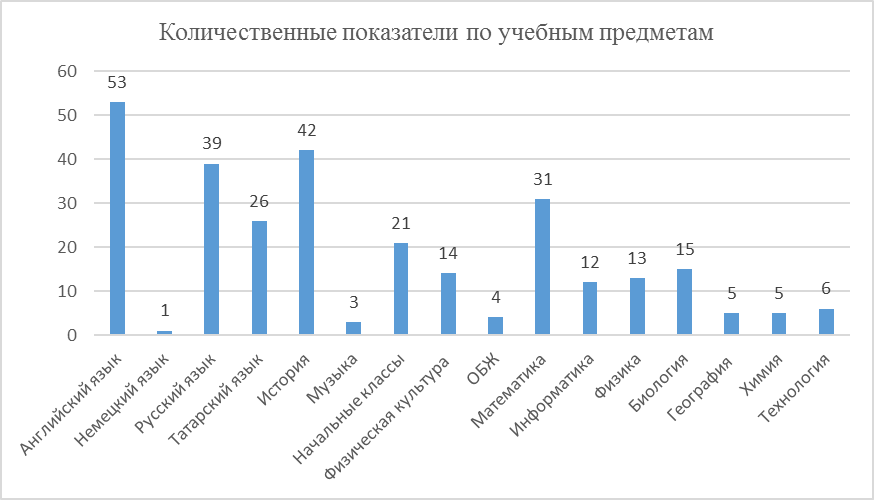 Количественные показатели по учебным предметам
60
50
40
30
20
10
0
53
1
39
26
42
3
21
14
4
31
12
13
15
5
5
6
Английский язык
Немецкий язык
Русский язык
Татарский язык
История
Музыка
Начальные классы
Физическая культура
ОБЖ
Математика
Информатика
Физика
Биология
География
Химия
Технология